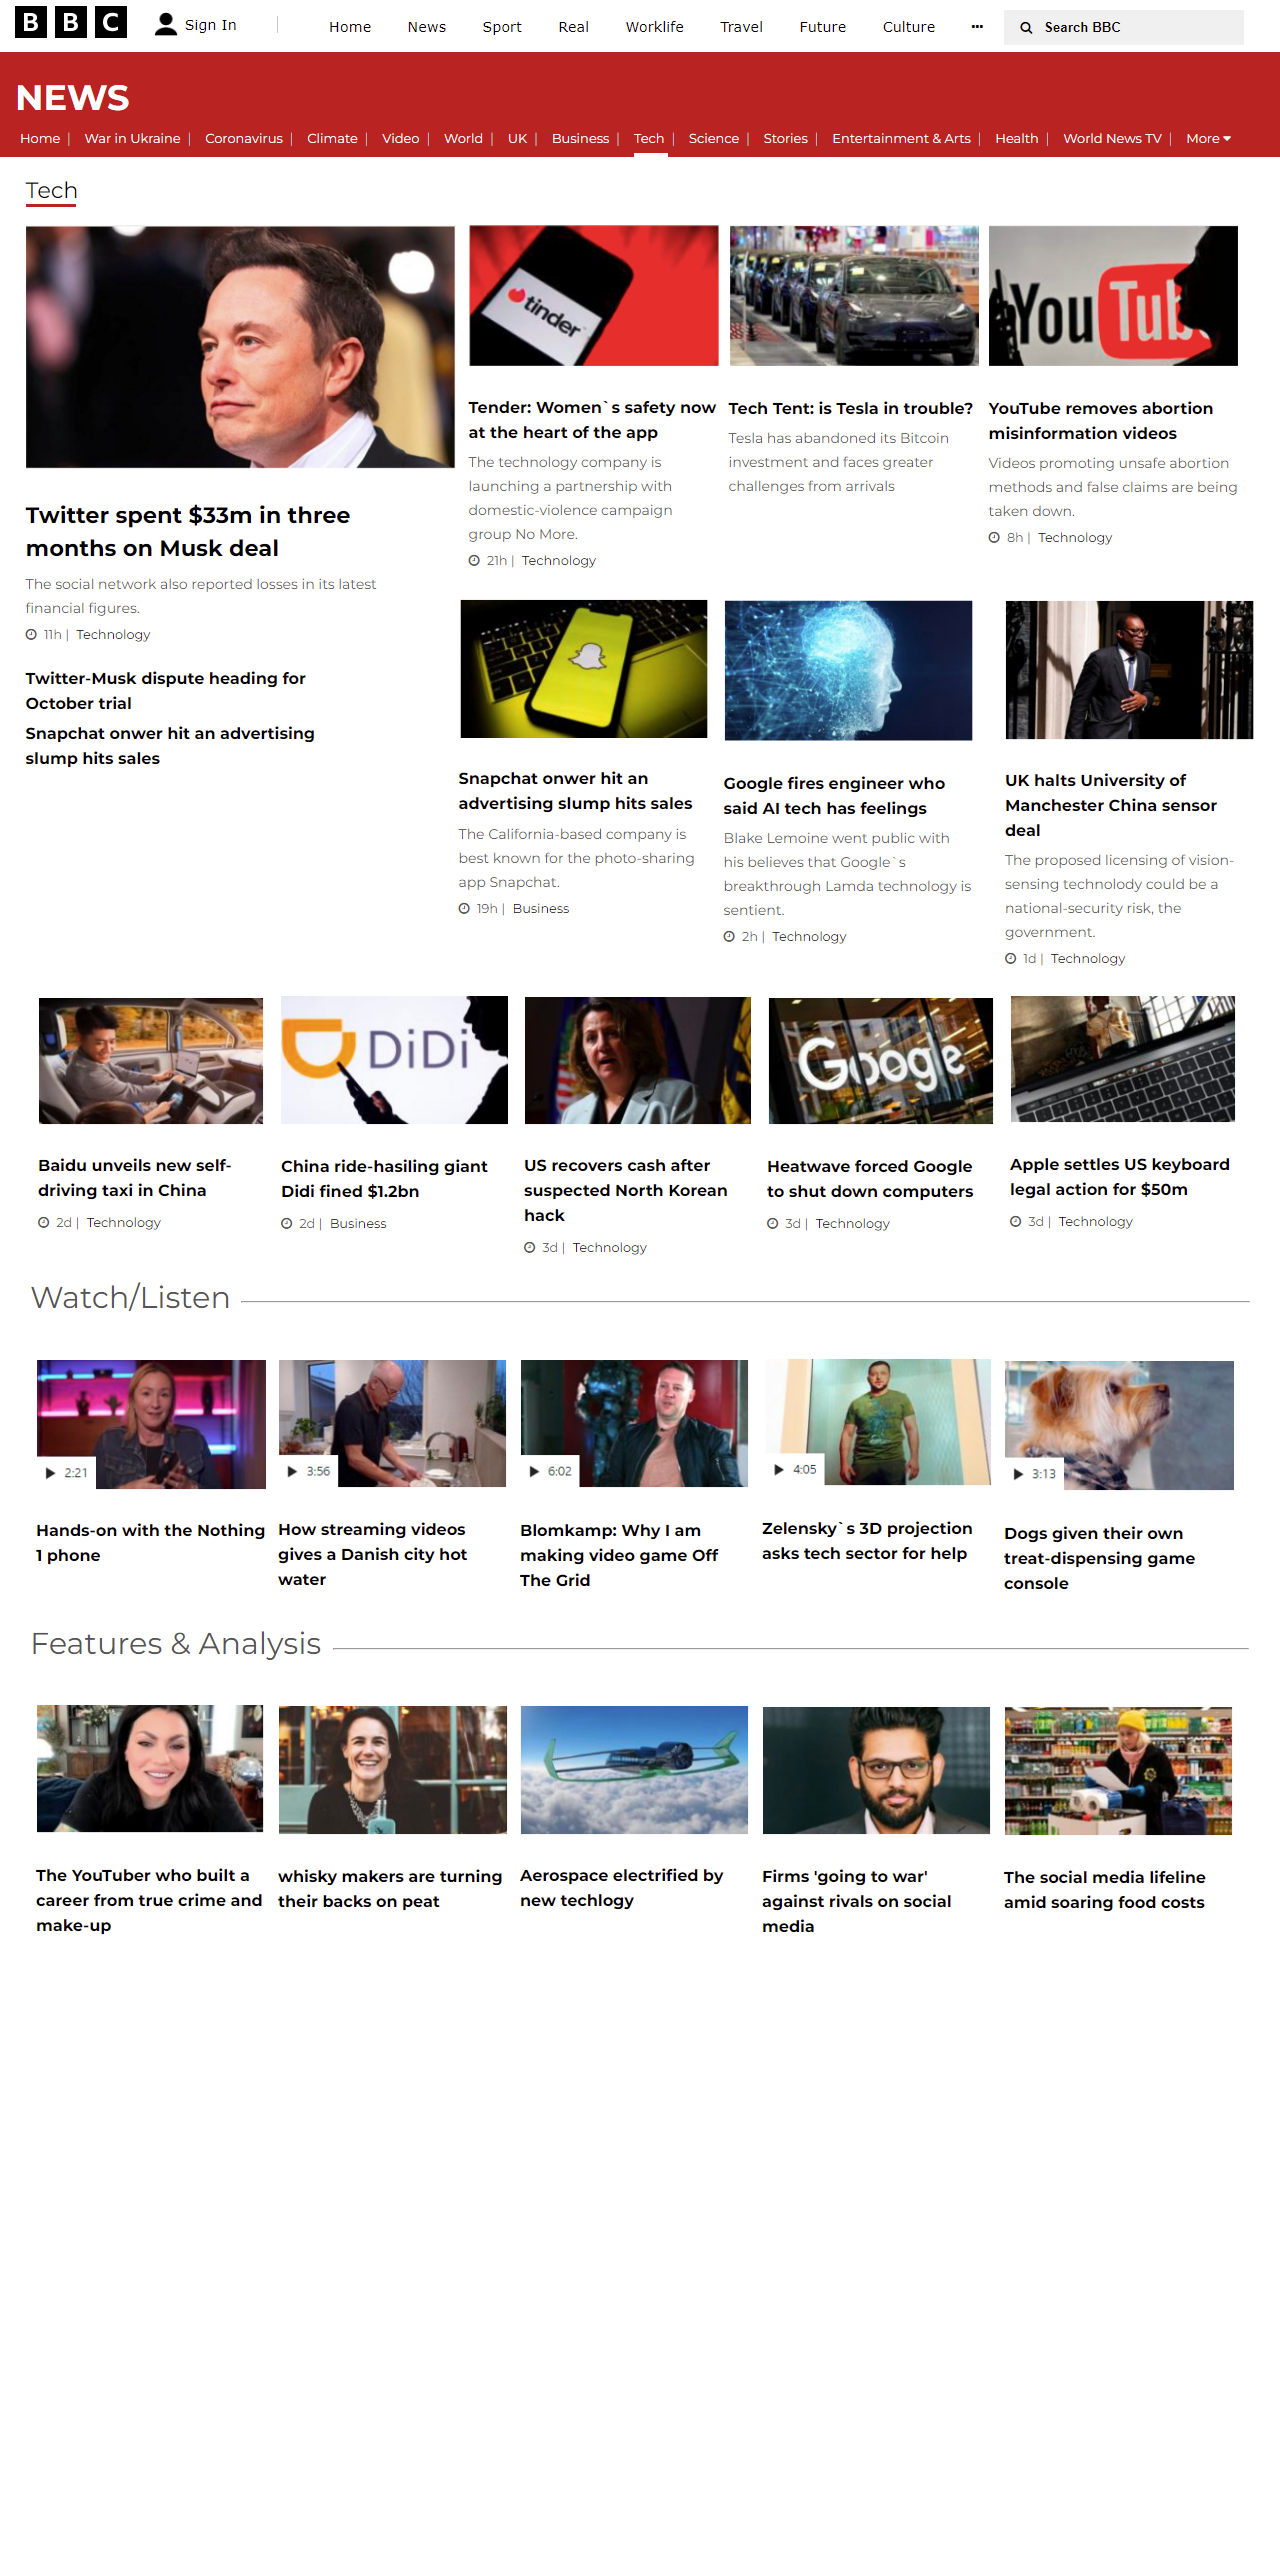 B B C Sign In Home News Sport Real Worklife Travel Future Culture ••• Search BBC
NEWS
Home | War in Ukraine | Coronavirus | Climate | Video | World | UK | Business | Tech | Science | Stories | Entertainment & Arts | Health | World News TV | More
Tech
tinder
YouTub
Twitter spent $33m in three
months on Musk deal
The social network also reported losses in its latest
financial figures.
11h | Technology
Twitter-Musk dispute heading for
October trial
Snapchat onwer hit an advertising
slump hits sales
Tender: Women`s safety now
at the heart of the app
The technology company is
launching a partnership with
domestic-violence campaign
group No More.
21h | Technology
Tech Tent: is Tesla in trouble?
Tesla has abandoned its Bitcoin
investment and faces greater
challenges from arrivals
YouTube removes abortion
misinformation videos
Videos promoting unsafe abortion
methods and false claims are being
taken down.
8h | Technology
Snapchat onwer hit an
advertising slump hits sales
The California-based company is
best known for the photo-sharing
app Snapchat.
19h | Business
Google fires engineer who
said AI tech has feelings
Blake Lemoine went public with
his believes that Google`s
breakthrough Lamda technology is
sentient.
2h | Technology
UK halts University of
Manchester China sensor
deal
The proposed licensing of vision-
sensing technolody could be a
national-security risk, the
government.
1d | Technology
DiDi
Google
Baidu unveils new self-
driving taxi in China
2d | Technology
China ride-hasiling giant
Didi fined $1.2bn
2d | Business
US recovers cash after
suspected North Korean
hack
3d | Technology
Heatwave forced Google
to shut down computers
3d | Technology
Apple settles US keyboard
legal action for $50m
3d | Technology
Watch/Listen
2:21
3:56
6:02
4:05
3:13
Hands-on with the Nothing
1 phone
How streaming videos
gives a Danish city hot
water
Blomkamp: Why I am
making video game Off
The Grid
Zelensky`s 3D projection
asks tech sector for help
Dogs given their own
treat-dispensing game
console
Features & Analysis
The YouTuber who built a
career from true crime and
make-up
whisky makers are turning
their backs on peat
Aerospace electrified by
new techlogy
Firms 'going to war'
against rivals on social
media
The social media lifeline
amid soaring food costs